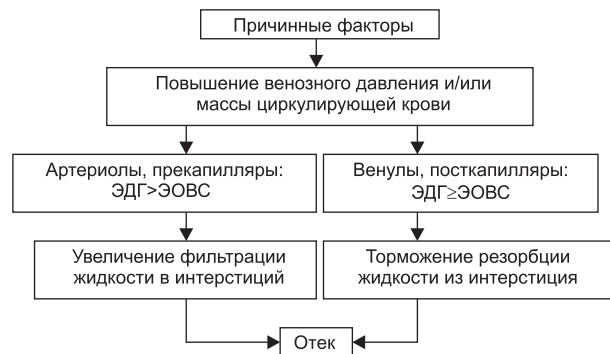 Причинные факторы
Повышение венозного давления и/или
массы циркулирующей крови
Артериолы, прекапилляры:
ЭДГ>ЭОВС
Венулы, посткапилляры:
ЭДГ≥ЭОВС
Увеличение фильтрации
жидкости в интерстиций
Торможение резорбции
жидкости из интерстиция
Отек